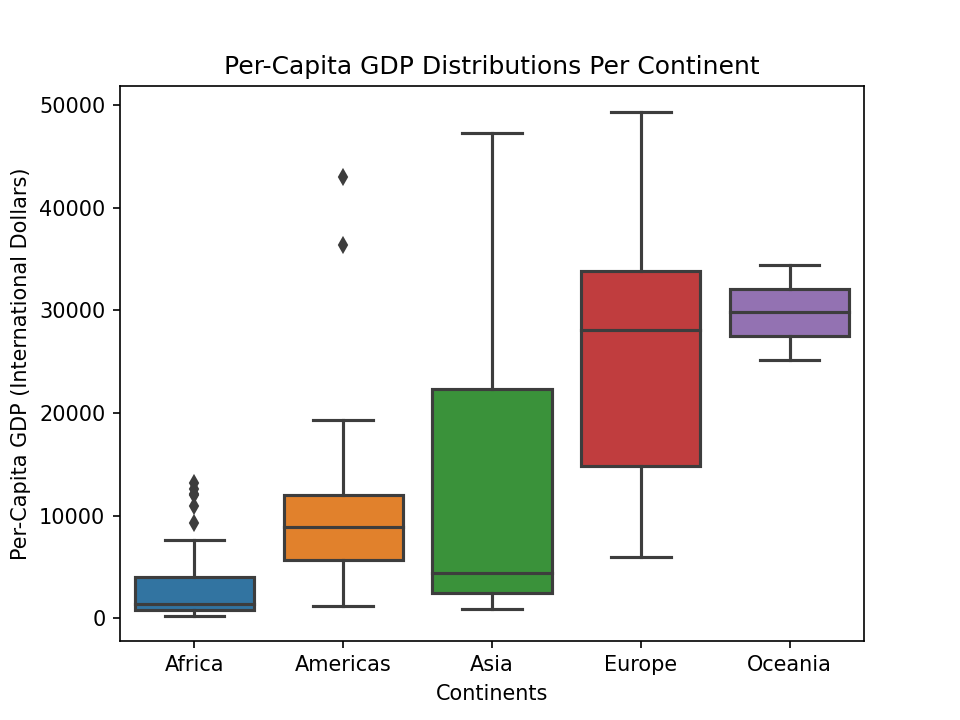 Per-Capita GDP Distributions Per Continent
Per-Capita GDP (International Dollars)
50000
40000
30000
20000
10000
0
Africa Americas Asia Europe Oceania
Continents